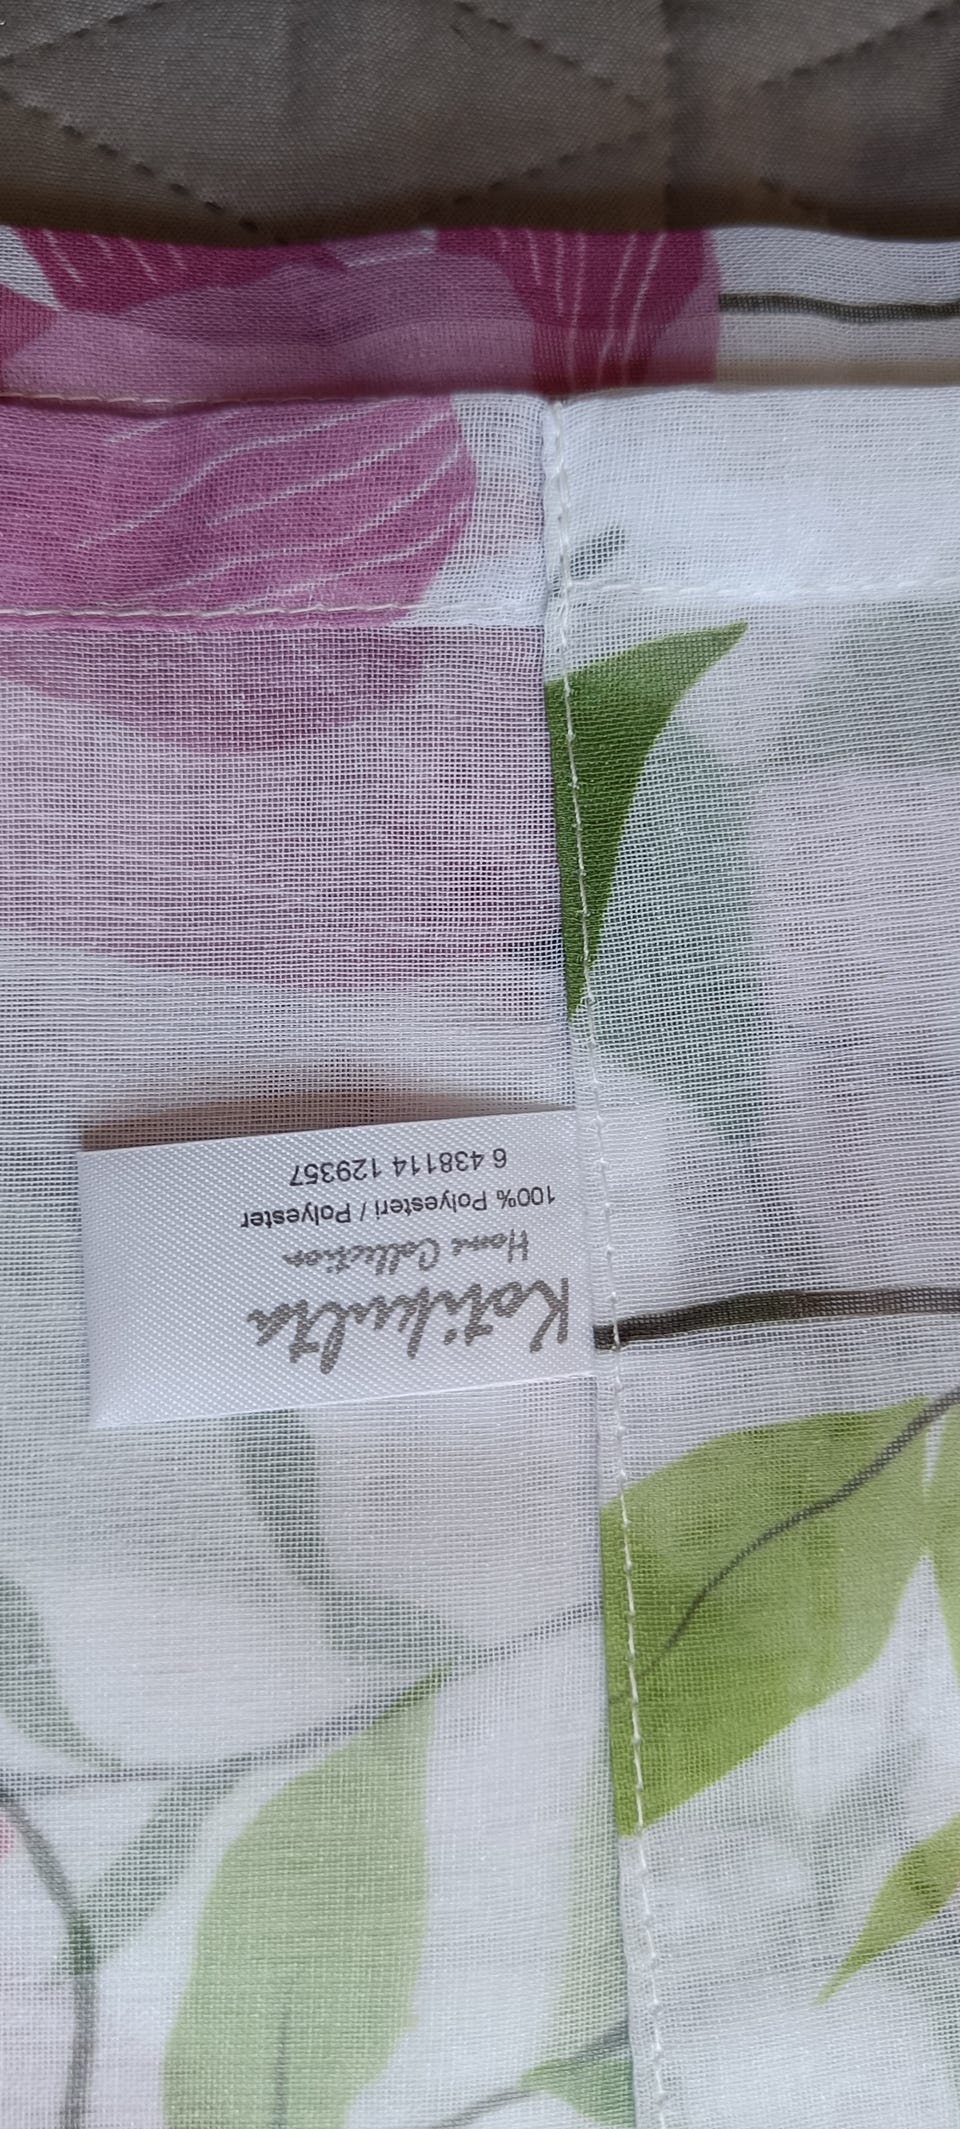 Kotikulta
Home Collection
100% Polyesteri / Polyester
6 438114 129357